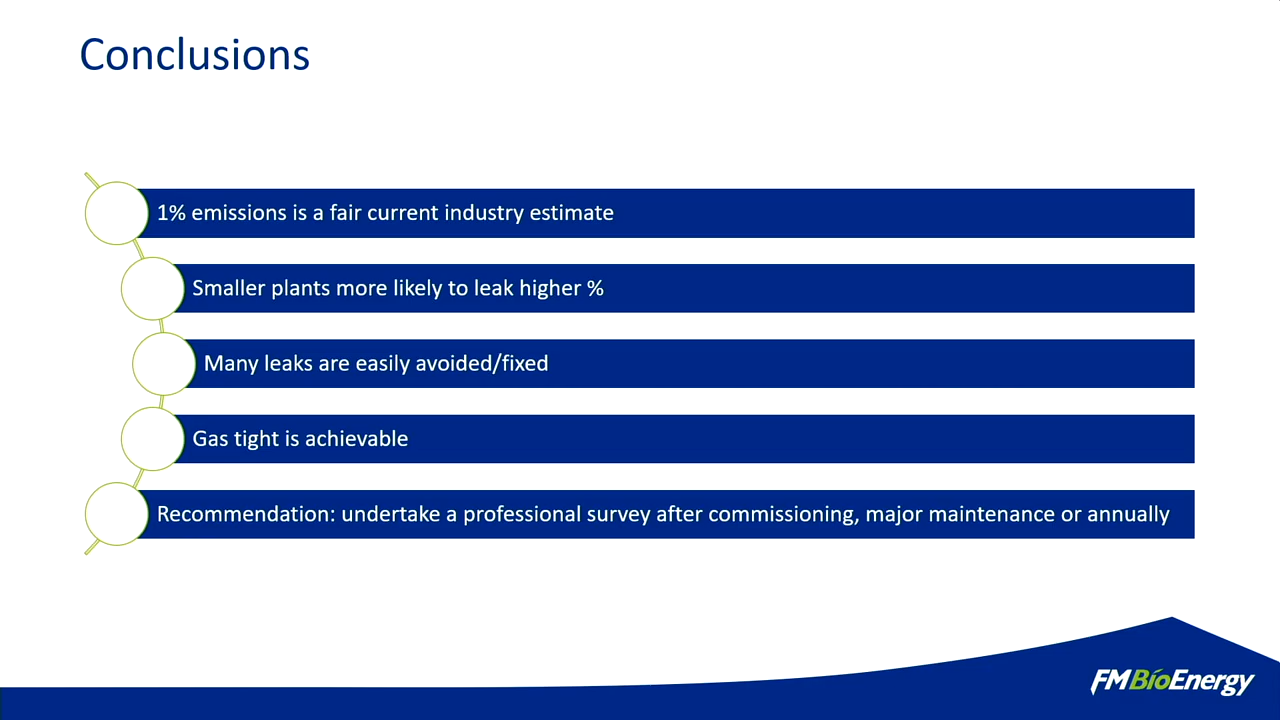 Conclusions
1% emissions is a fair current industry estimate
Smaller plants more likely to leak higher %
Many leaks are easily avoided/fixed
Gas tight is achievable
Recommendation: undertake a professional survey after commissioning, major maintenance or annually
FMBioEnergy